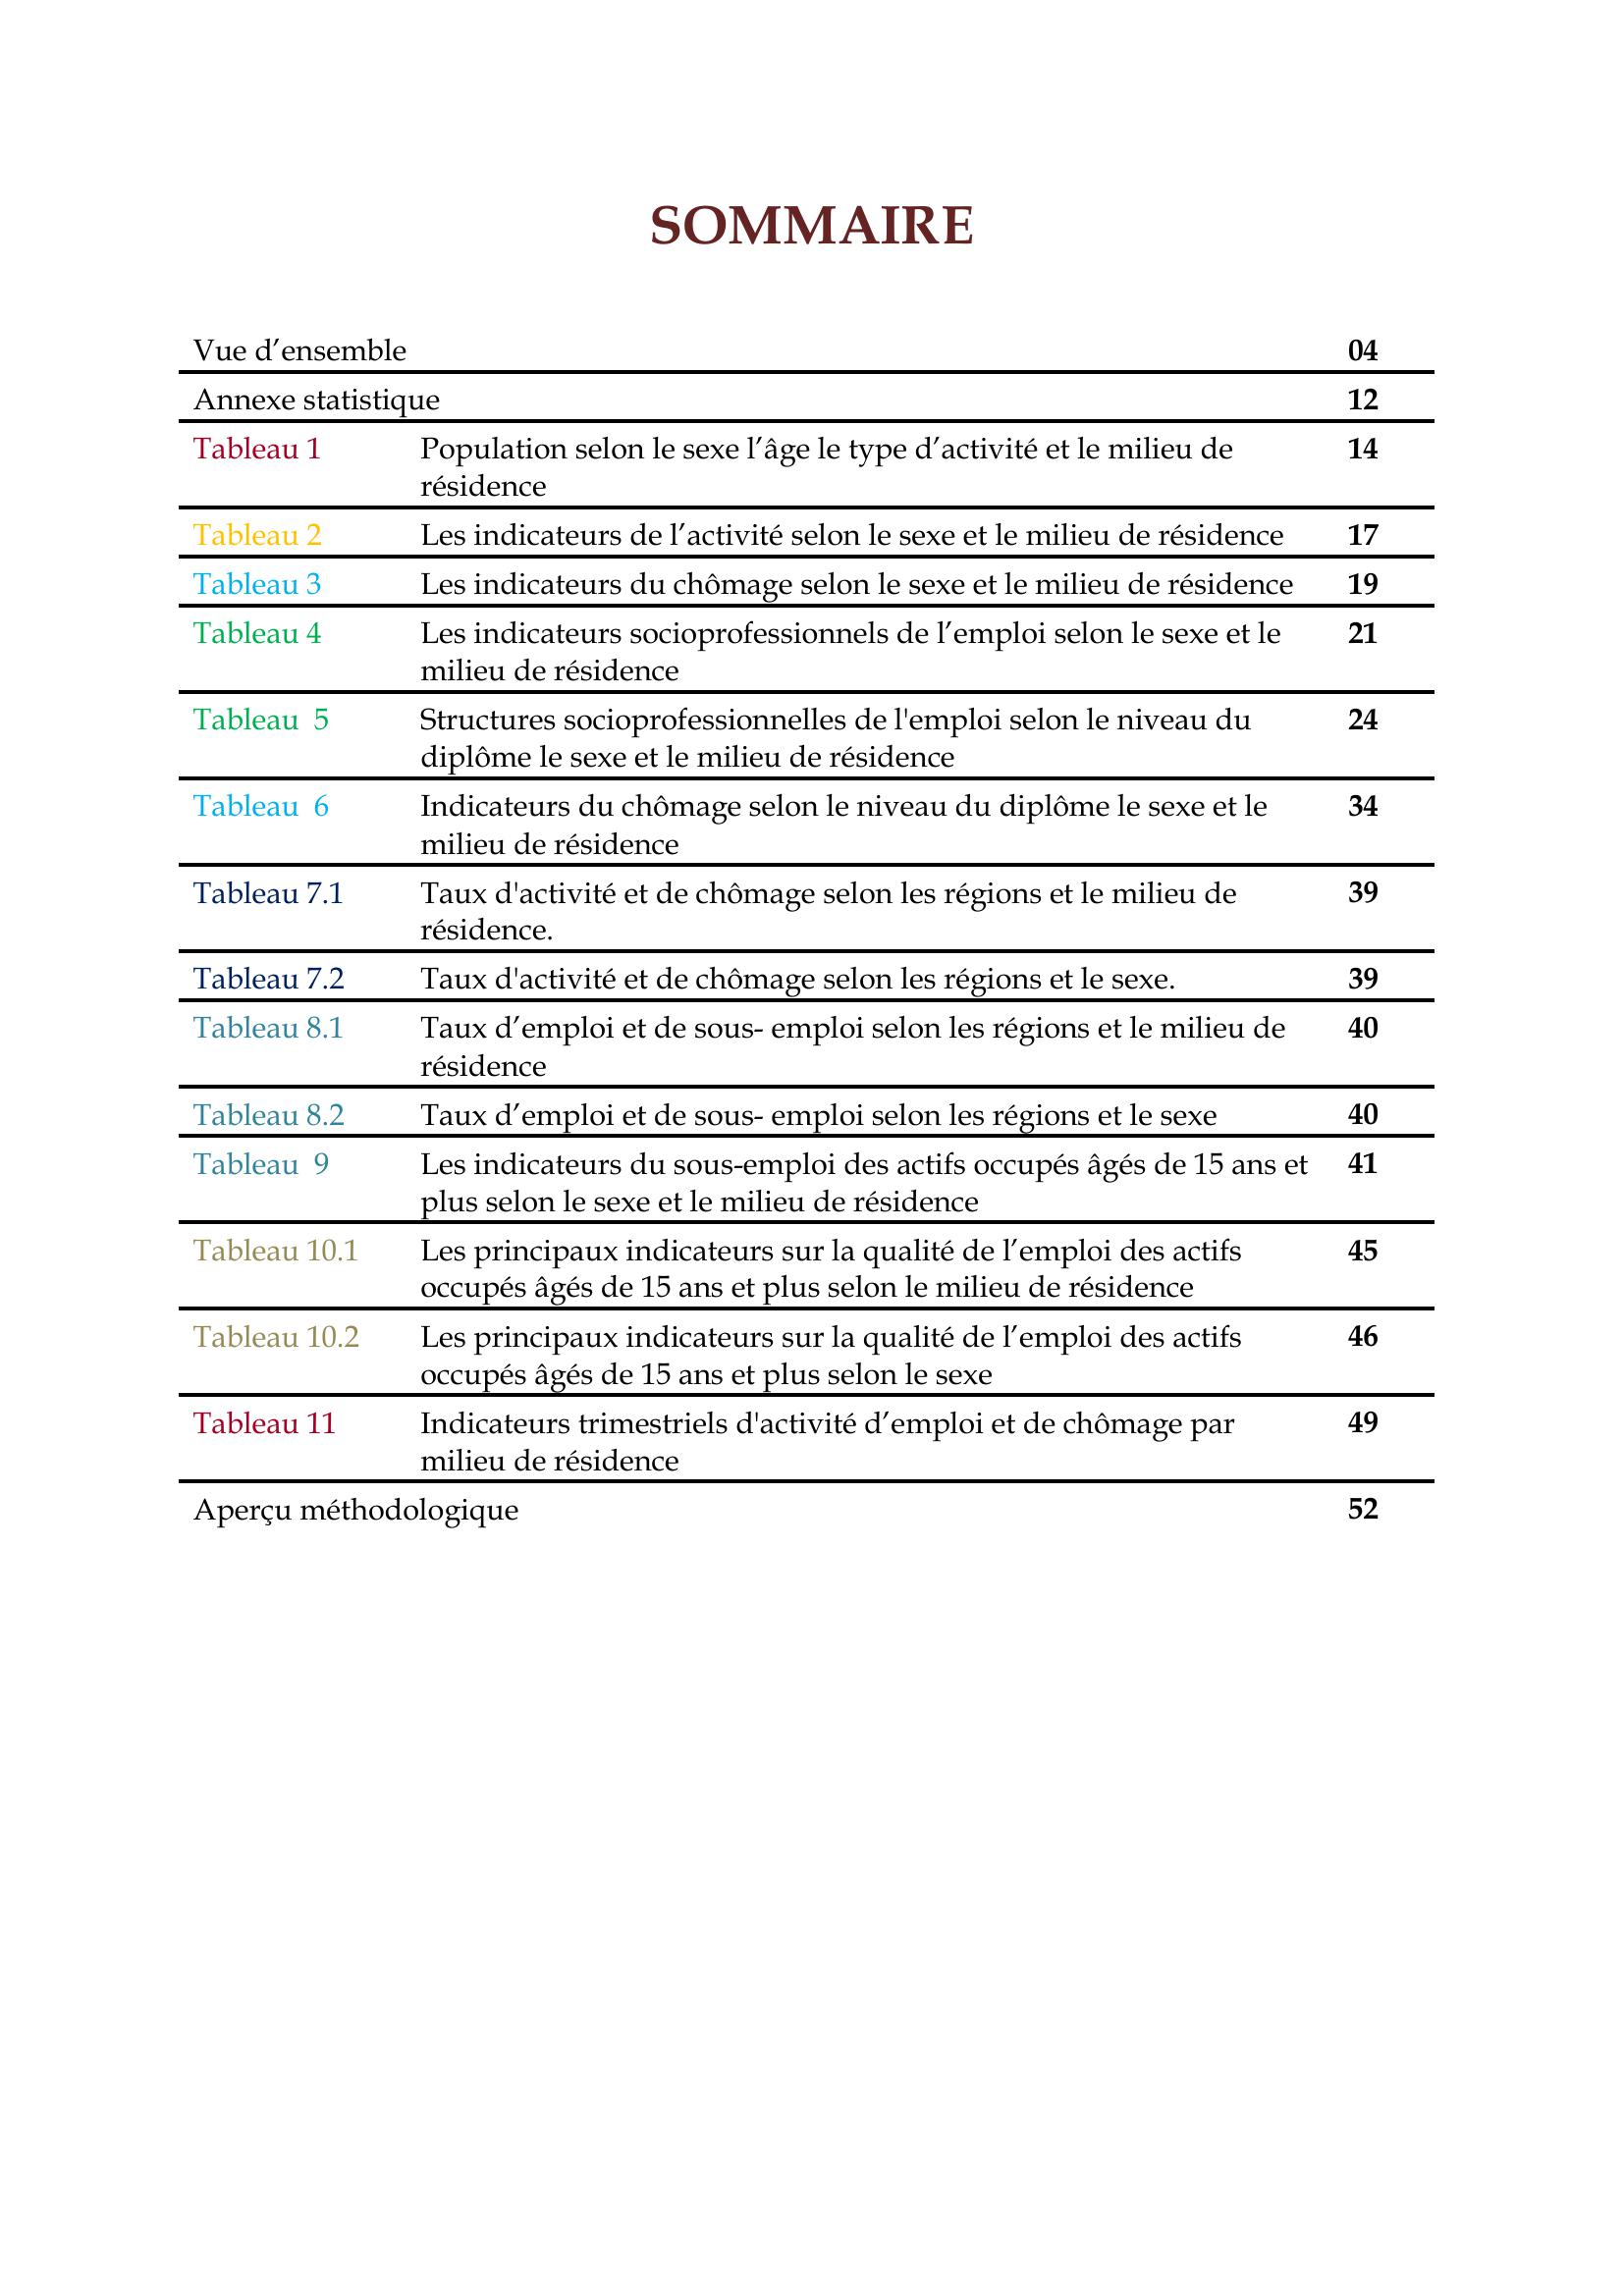 SOMMAIRE
Vue d’ensemble 04
Annexe statistique 12
Tableau 1 Population selon le sexe l’âge le type d’activité et le milieu de 14
résidence
Tableau 2 Les indicateurs de l’activité selon le sexe et le milieu de résidence 17
Tableau 3 Les indicateurs du chômage selon le sexe et le milieu de résidence 19
Tableau 4 Les indicateurs socioprofessionnels de l’emploi selon le sexe et le 21
milieu de résidence
Tableau  5 Structures socioprofessionnelles de l'emploi selon le niveau du 24
diplôme le sexe et le milieu de résidence
Tableau  6 Indicateurs du chômage selon le niveau du diplôme le sexe et le 34
milieu de résidence
Tableau 7.1 Taux d'activité et de chômage selon les régions et le milieu de 39
résidence.
Tableau 7.2 Taux d'activité et de chômage selon les régions et le sexe. 39
Tableau 8.1 Taux d’emploi et de sous- emploi selon les régions et le milieu de 40
résidence
Tableau 8.2 Taux d’emploi et de sous- emploi selon les régions et le sexe 40
Tableau  9 Les indicateurs du sous-emploi des actifs occupés âgés de 15 ans et 41
plus selon le sexe et le milieu de résidence
Tableau 10.1 Les principaux indicateurs sur la qualité de l’emploi des actifs 45
occupés âgés de 15 ans et plus selon le milieu de résidence
Tableau 10.2 Les principaux indicateurs sur la qualité de l’emploi des actifs 46
occupés âgés de 15 ans et plus selon le sexe
Tableau 11 Indicateurs trimestriels d'activité d’emploi et de chômage par 49
milieu de résidence
Aperçu méthodologique 52